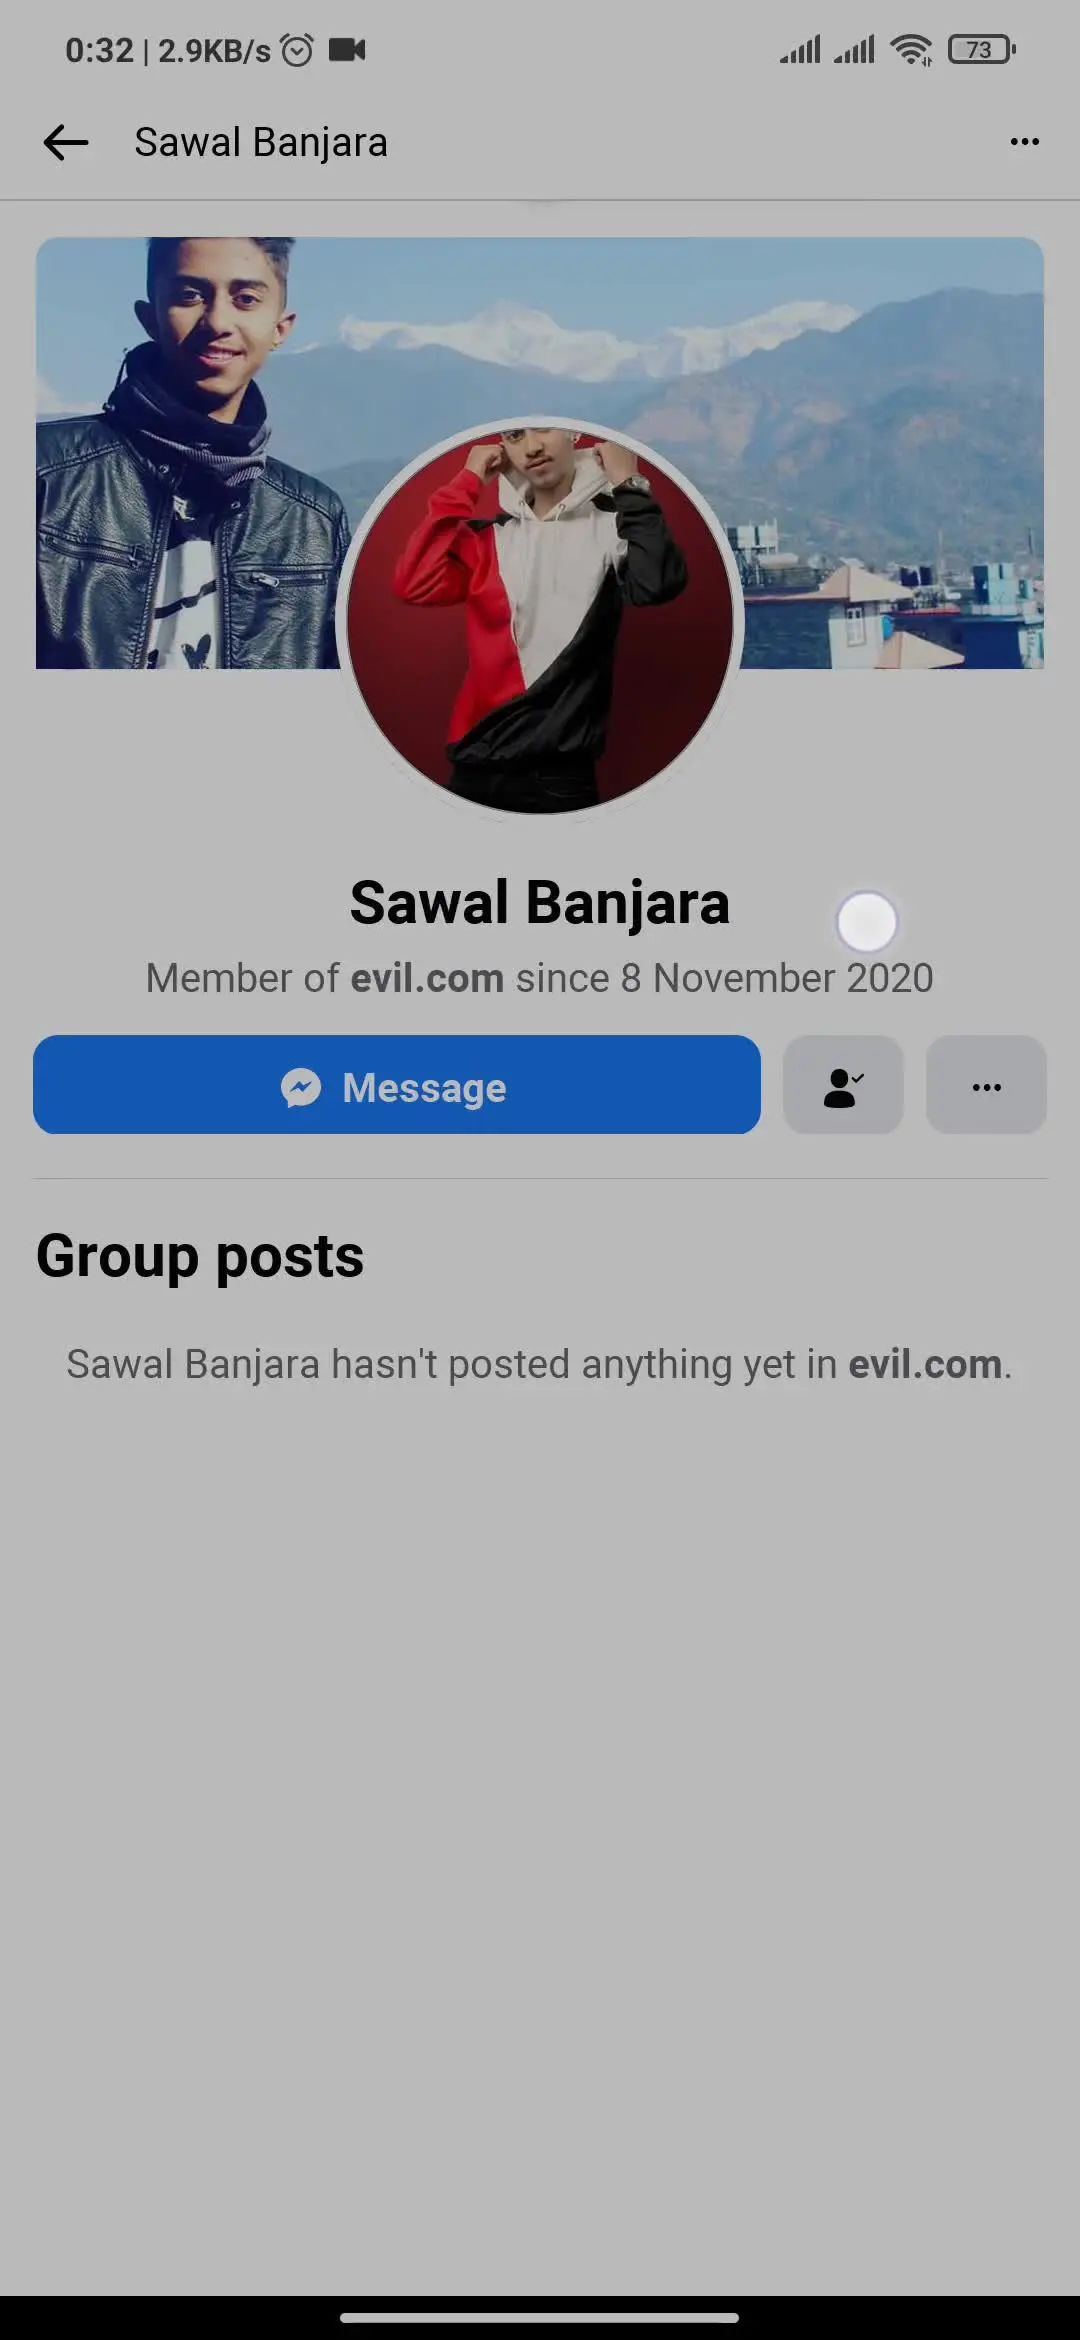 0:32 | 2.9KB/s
73
Sawal Banjara
Sawal Banjara
Member of evil.com since 8 November 2020
Message
Group posts
Sawal Banjara hasn't posted anything yet in evil.com.